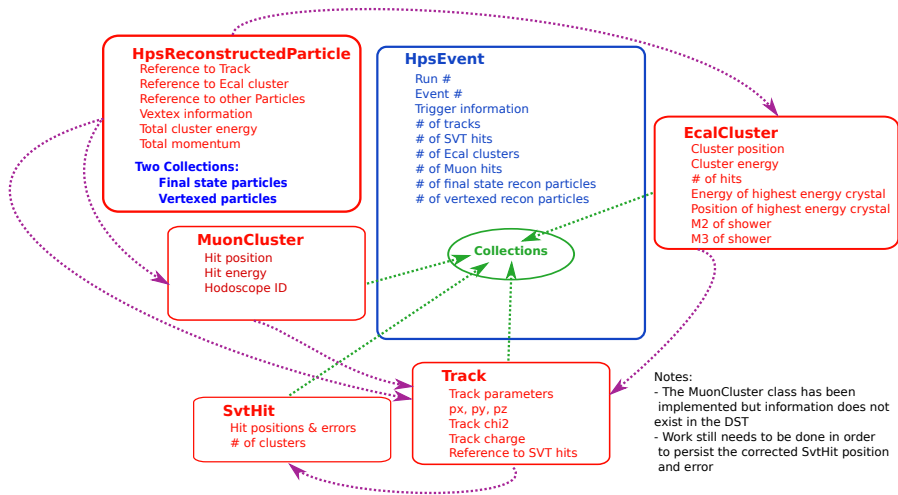 HpsReconstructedParticle
Reference to Track
Reference to Ecal cluster
Reference to other Particles
Vextex information
Total cluster energy
Total momentum
Two Collections:
Final state particles
Vertexed particles
HpsEvent
Run #
Event #
Trigger information
# of tracks
# of SVT hits
# of Ecal clusters
# of Muon hits
# of final state recon particles
# of vertexed recon particles
Collections
EcalCluster
Cluster position
Cluster energy
# of hits
Energy of highest energy crystal
Position of highest energy crystal
M2 of shower
M3 of shower
MuonCluster
Hit position
Hit energy
Hodoscope ID
SvtHit
Hit positions & errors
# of clusters
Track
Track parameters
px, py, pz
Track chi2
Track charge
Reference to SVT hits
Notes:
- The MuonCluster class has been
implemented but information does not
exist in the DST
- Work still needs to be done in order
to persist the corrected SvtHit position
and error